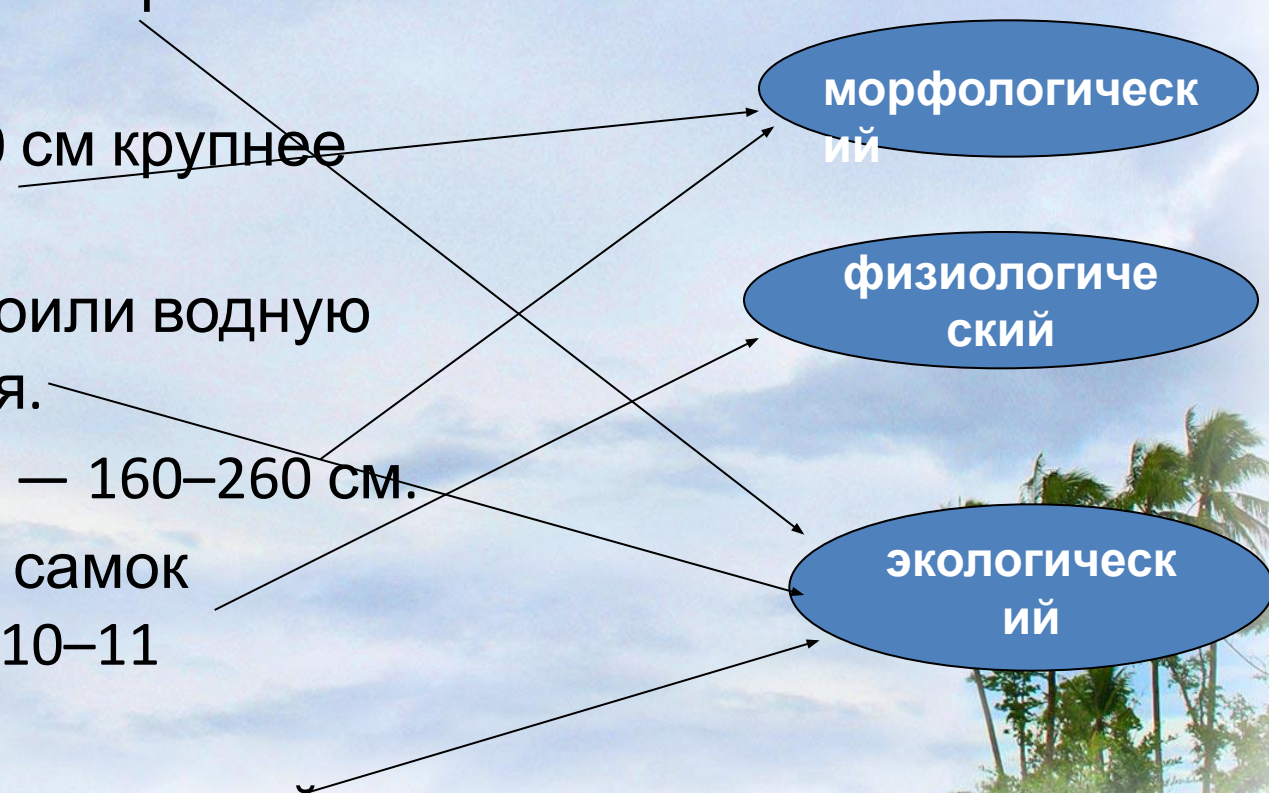 см крупнее
оили водную
я.
— 160–260 см.
самок
10–11
морфологическ
ий
физиологиче
ский
экологическ
ий